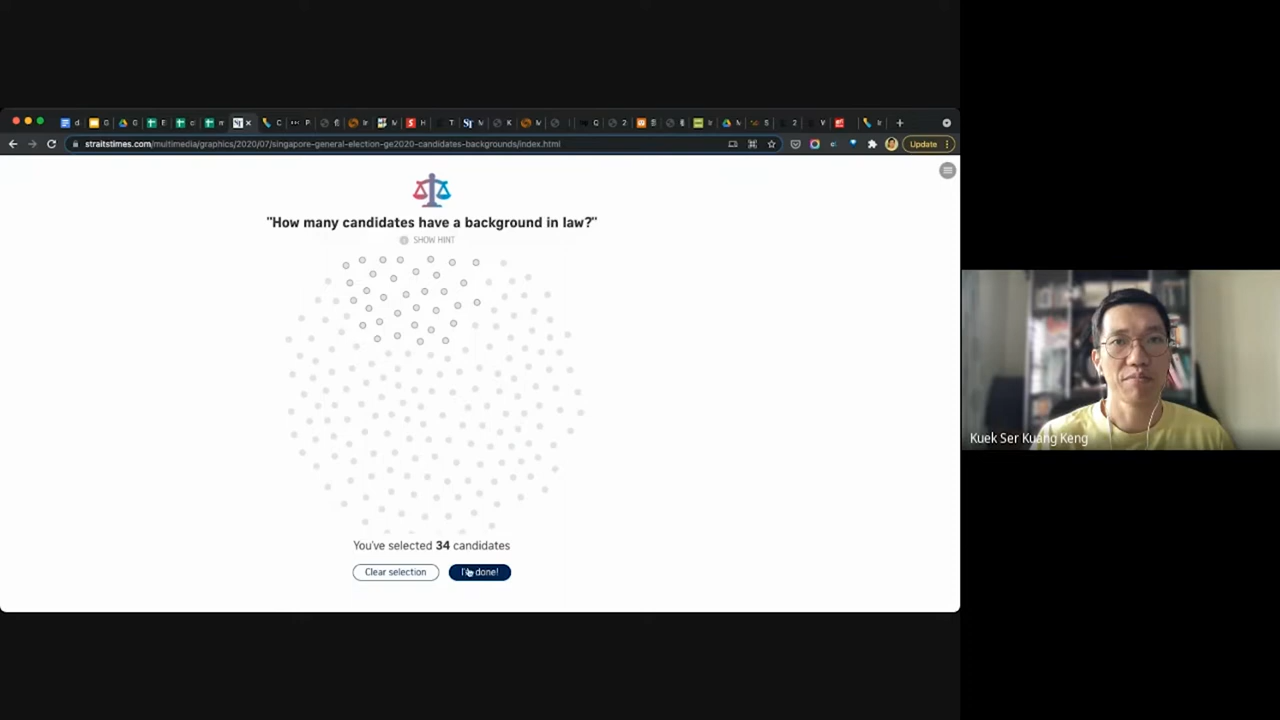 straitstimes.com/multimedia/graphics/2020/07/singapore-general-election-ge2020-candidates-backgrounds/index.html
Update
"How many candidates have a background in law?"
SHOW HINT
You've selected 34 candidates
Clear selection
done!
Kuek Ser Kuang Keng